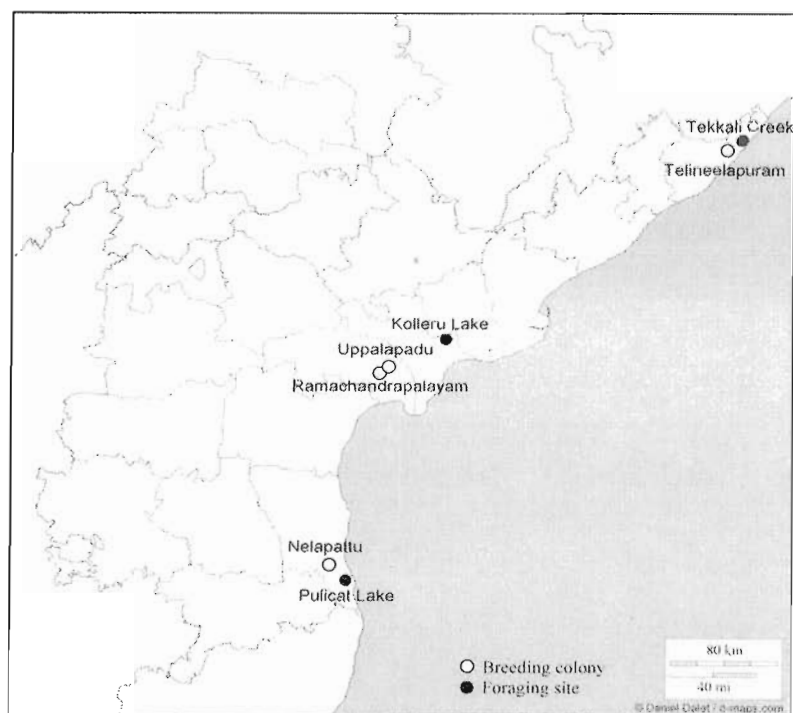 Tekkali Creek
Telineelapuram
Kolleru Lake
Uppalapadu
Ramachandrapalayam
Nelapattu
Pulicat Lake
Breeding colony
Foraging site
80 km
40 mi
© Daniel Dalet / d-maps.com